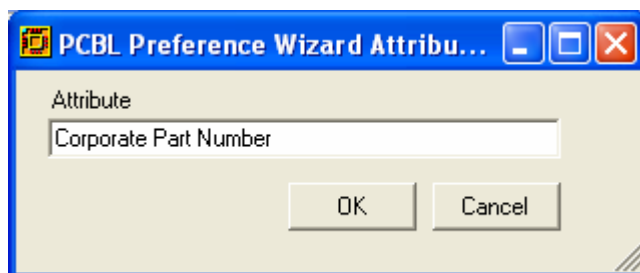 PCBL Preference Wizard Attribu...
Attribute
Corporate Part Number
OK Cancel